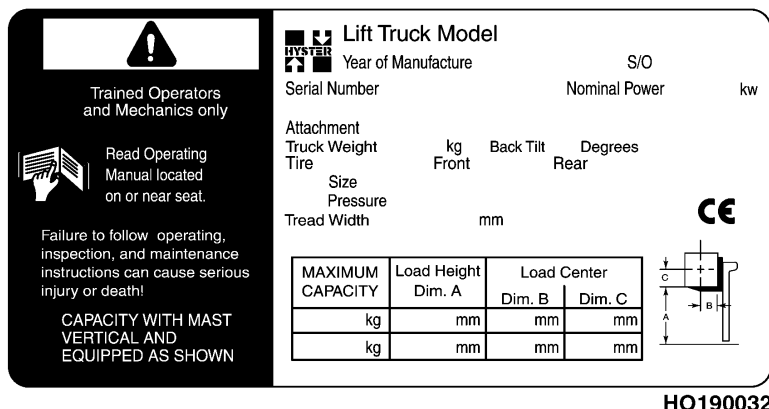 Trained Operators
and Mechanics only
Read Operating
Manual located
on or near seat.
Failure to follow operating,
inspection, and maintenance
instructions can cause serious
injury or death!
CAPACITY WITH MAST
VERTICAL AND
EQUIPPED AS SHOWN
HYSTER
Lift Truck Model
Year of Manufacture S/O
Serial Number Nominal Power kw
Attachment
Truck Weight kg Back Tilt Degrees
Tire Front Rear
Size
Pressure
Tread Width mm
CE
MAXIMUM Load Height Load Center
CAPACITY Dim. A Dim. B Dim. C
kg mm mm mm
kg mm mm mm
C
B
A
HO190032